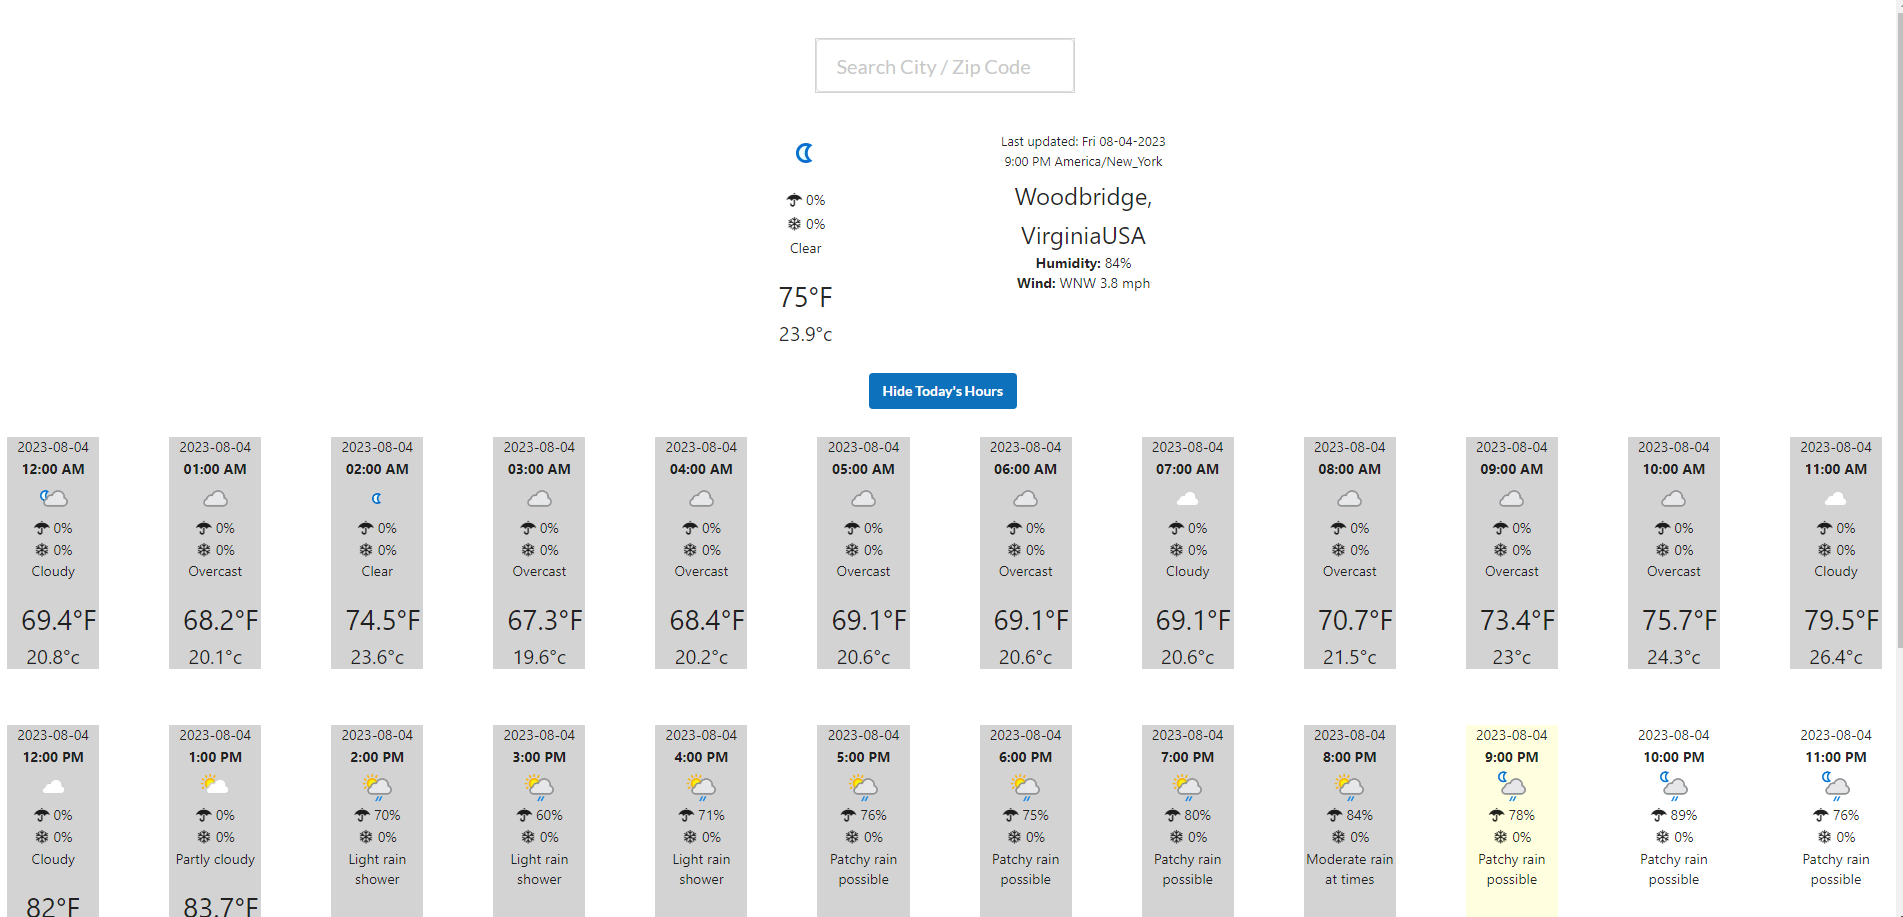 Search City / Zip Code
0%
0%
Clear
75°F
23.9°c
Last updated: Fri 08-04-2023
9:00 PM America/New_York
Woodbridge,
VirginiaUSA
Humidity: 84%
Wind: WNW 3.8 mph
Hide Today's Hours
2023-08-04
12:00 AM
0%
0%
Cloudy
69.4°F
20.8°c
2023-08-04
01:00 AM
0%
0%
Overcast
68.2°F
20.1°c
2023-08-04
02:00 AM
0%
0%
Clear
74.5°F
23.6°c
2023-08-04
03:00 AM
0%
0%
Overcast
67.3°F
19.6°c
2023-08-04
04:00 AM
0%
0%
Overcast
68.4°F
20.2°c
2023-08-04
05:00 AM
0%
0%
Overcast
69.1°F
20.6°c
2023-08-04
06:00 AM
0%
0%
Overcast
69.1°F
20.6°c
2023-08-04
07:00 AM
0%
0%
Cloudy
69.1°F
20.6°c
2023-08-04
08:00 AM
0%
0%
Overcast
70.7°F
21.5°c
2023-08-04
09:00 AM
0%
0%
Overcast
73.4°F
23°c
2023-08-04
10:00 AM
0%
0%
Overcast
75.7°F
24.3°c
2023-08-04
11:00 AM
0%
0%
Cloudy
79.5°F
26.4°c
2023-08-04
12:00 PM
0%
0%
Cloudy
82°F
2023-08-04
1:00 PM
0%
0%
Partly cloudy
83.7°F
2023-08-04
2:00 PM
70%
0%
Light rain
shower
2023-08-04
3:00 PM
60%
0%
Light rain
shower
2023-08-04
4:00 PM
71%
0%
Light rain
shower
2023-08-04
5:00 PM
76%
0%
Patchy rain
possible
2023-08-04
6:00 PM
75%
0%
Patchy rain
possible
2023-08-04
7:00 PM
80%
0%
Patchy rain
possible
2023-08-04
8:00 PM
84%
0%
Moderate rain
at times
2023-08-04
9:00 PM
78%
0%
Patchy rain
possible
2023-08-04
10:00 PM
89%
0%
Patchy rain
possible
2023-08-04
11:00 PM
76%
0%
Patchy rain
possible